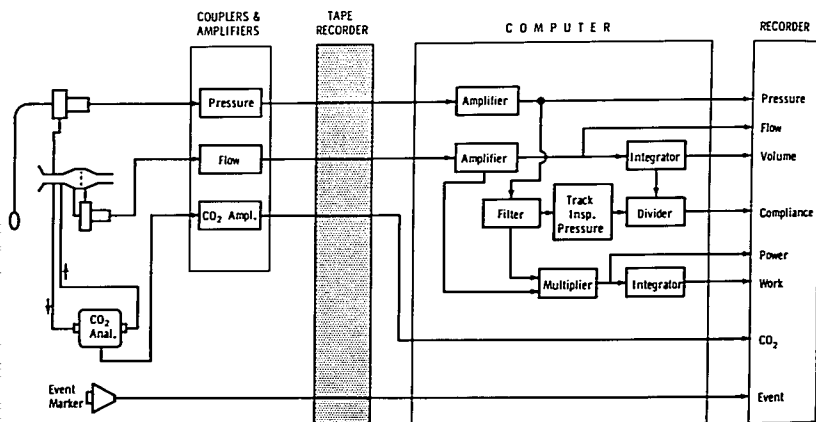 COUPLERS &
AMPLIFIERS
TAPE
RECORDER
COMPUTER
RECORDER
Pressure
Amplifier
Pressure
Flow
Flow
Amplifier
Integrator
Volume
CO₂ Ampl.
Filter
Track
Insp.
Pressure
Divider
Compliance
Power
Multiplier
Integrator
Work
CO₂
Anal.
CO₂
Event
Marker
Event